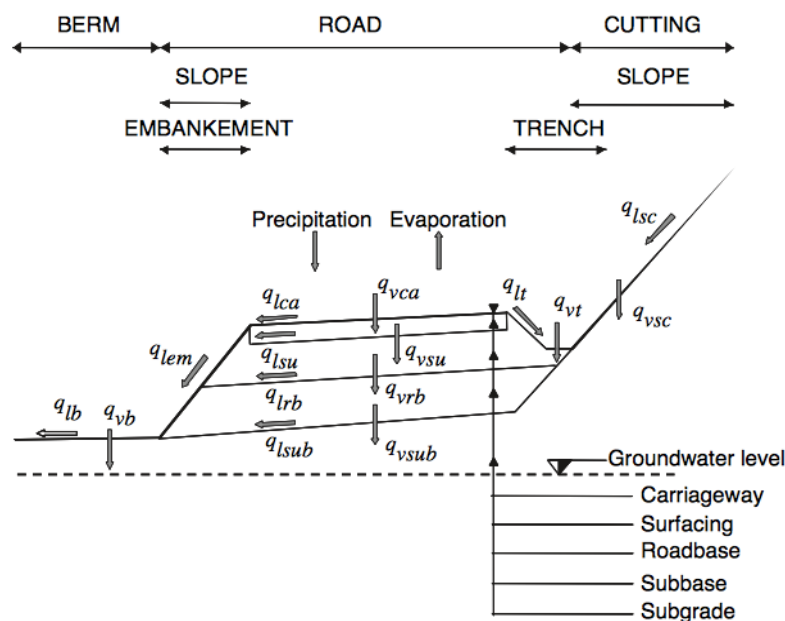 BERM ROAD CUTTING
SLOPE SLOPE
EMBANKEMENT TRENCH
Precipitation Evaporation
q_lsc
q_lca q_vca q_lt q_vt q_vsc
q_lem q_lsu q_vsu
q_lrb q_vrb
q_lb q_vb q_lsub q_vsub
Groundwater level
Carriageway
Surfacing
Roadbase
Subbase
Subgrade